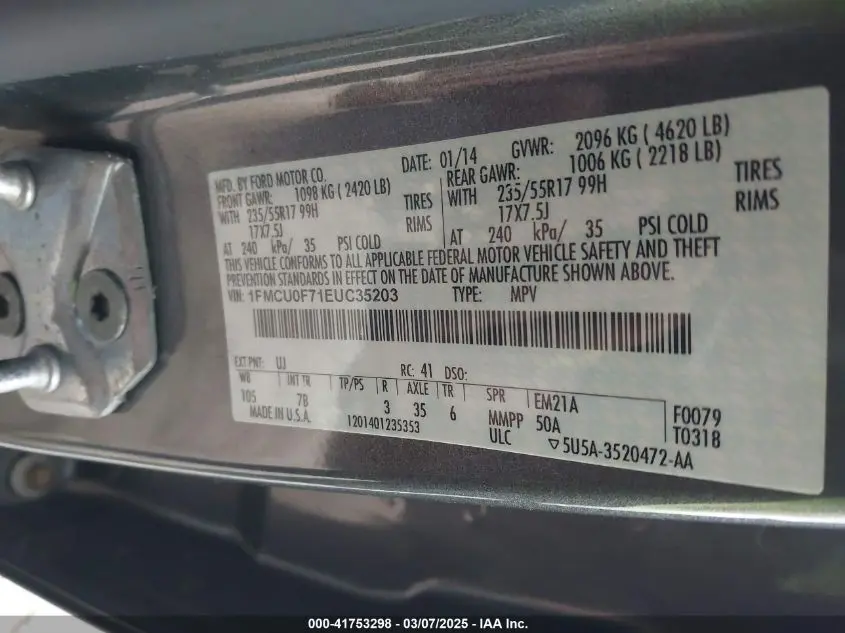 MFD. BY FORD MOTOR CO.
DATE: 01/14
GVWR: 2096 KG ( 4620 LB)
FRONT GAWR: 1098 KG ( 2420 LB)
REAR GAWR: 1006 KG ( 2218 LB)
WITH 235/55R17 99H TIRES
WITH 235/55R17 99H TIRES
17X7.5J RIMS
17X7.5J RIMS
AT 240 kPa/ 35 PSI COLD
AT 240 kPa/ 35 PSI COLD
THIS VEHICLE CONFORMS TO ALL APPLICABLE FEDERAL MOTOR VEHICLE SAFETY AND THEFT
PREVENTION STANDARDS IN EFFECT ON THE DATE OF MANUFACTURE SHOWN ABOVE.
VIN: 1FMCU0F71EUC35203 TYPE: MPV
EXT PNT: UJ RC: 41 DSO:
WB INT TR TP/PS R AXLE TR SPR EM21A F0079
105 7B 3 35 6 MMPP 50A T0318
MADE IN U.S.A. 1201401235353 ULC ▽5U5A-3520472-AA
000-41753298 - 03/07/2025 - IAA Inc.